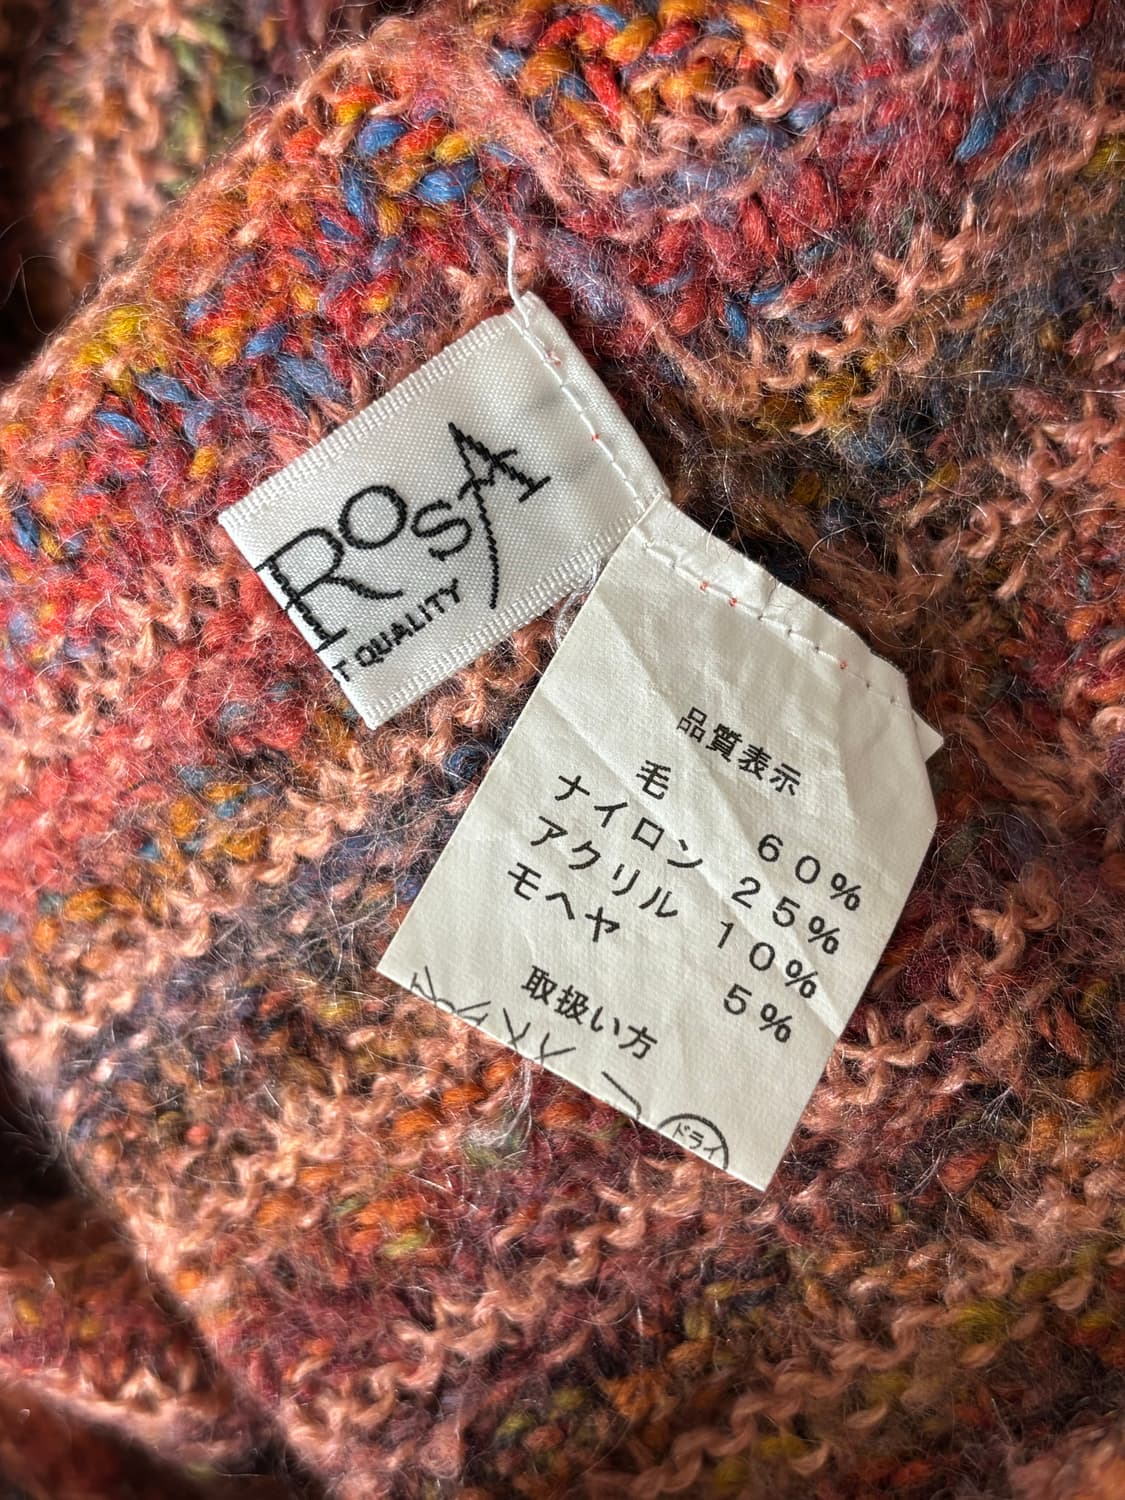 ROSA
T QUALITY
品質表示
毛 60%
ナイロン 25%
アクリル 10%
モヘヤ 5%
取扱い方
ドライ